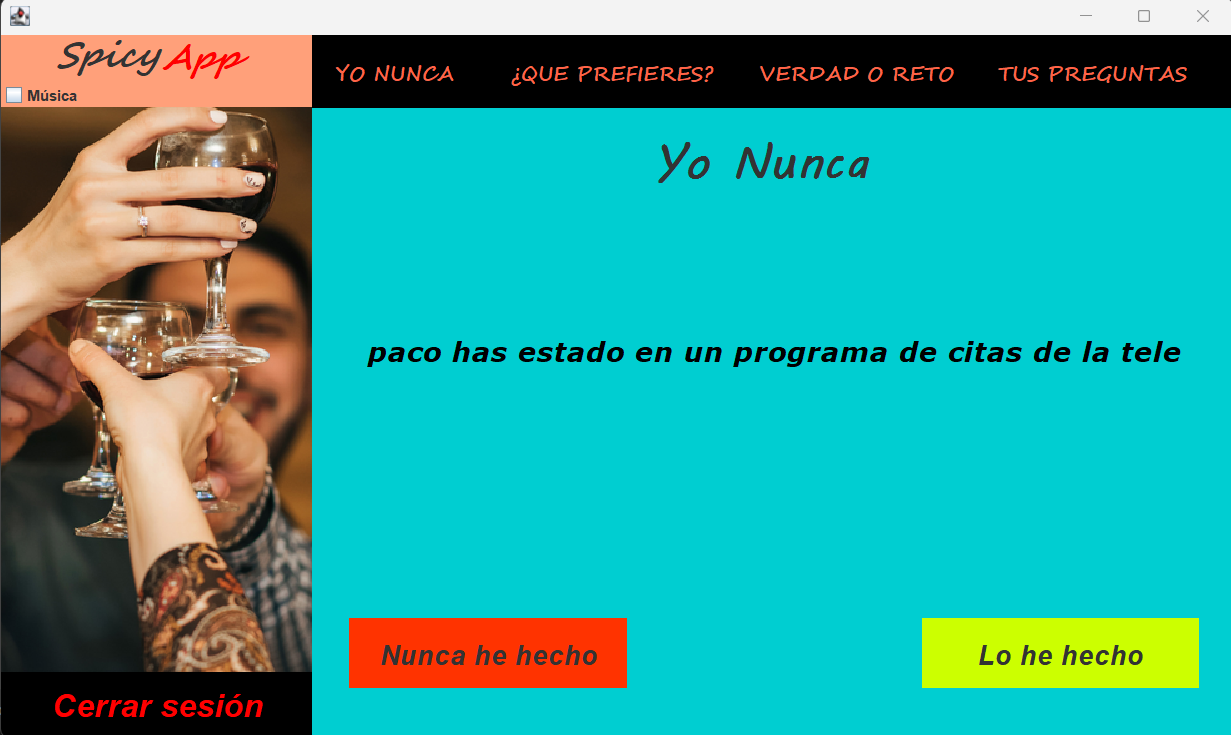 SpicyApp
Música
YO NUNCA
¿QUE PREFIERES?
VERDAD O RETO
TUS PREGUNTAS
Yo Nunca
paco has estado en un programa de citas de la tele
Nunca he hecho
Lo he hecho
Cerrar sesión